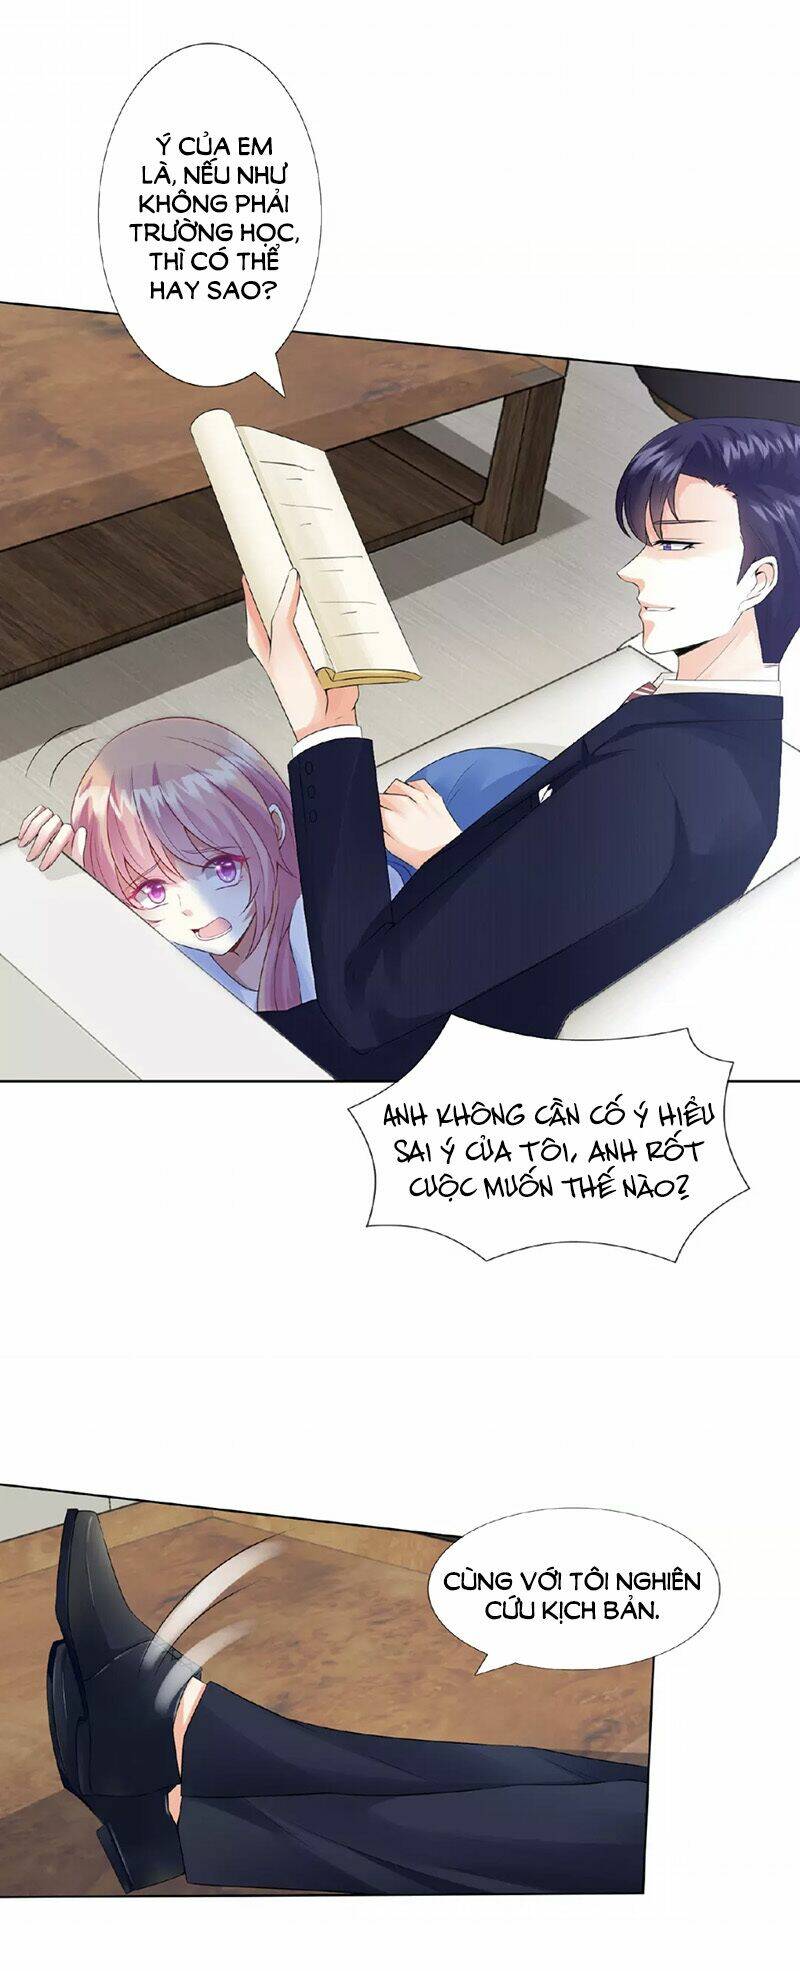 Ý CỦA EM
LÀ, NẾU NHƯ
KHÔNG PHẢI
TRƯỜNG HỌC,
THÌ CÓ THỂ
HAY SAO?
ANH KHÔNG CẦN CỐ Ý HIỂU
SAI Ý CỦA TÔI, ANH RỐT
CUỘC MUỐN THẾ NÀO?
CÙNG VỚI TÔI NGHIÊN
CỨU KỊCH BẢN.